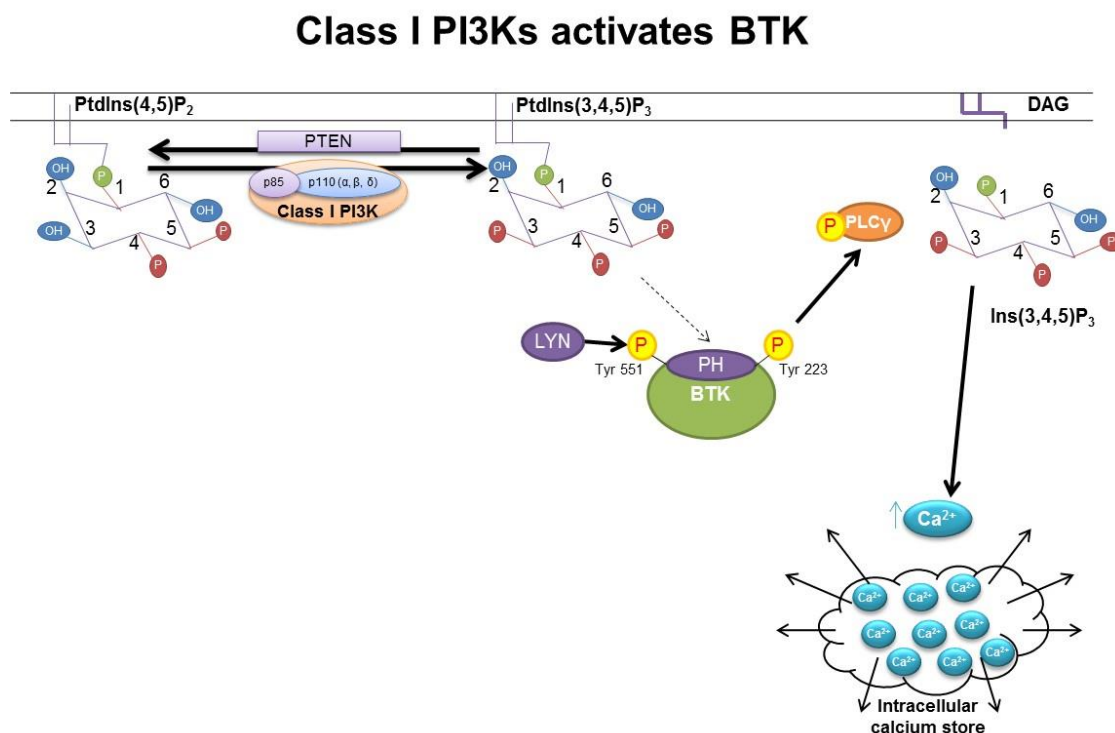 Class I PI3Ks activates BTK
PtdIns(4,5)P₂
PtdIns(3,4,5)P₃
DAG
PTEN
p85
p110 (α, β, δ)
Class I PI3K
OH
P
2
1
6
OH
3
5
OH
4
P
P
OH
P
2
1
6
OH
3
5
P
4
P
P
OH
P
2
1
6
OH
3
5
P
4
P
P
P
PLCγ
Ins(3,4,5)P₃
LYN
P
P
Tyr 551
PH
Tyr 223
BTK
Ca²⁺
Ca²⁺
Ca²⁺
Ca²⁺
Ca²⁺
Ca²⁺
Ca²⁺
Ca²⁺
Ca²⁺
Ca²⁺
Intracellular
calcium store